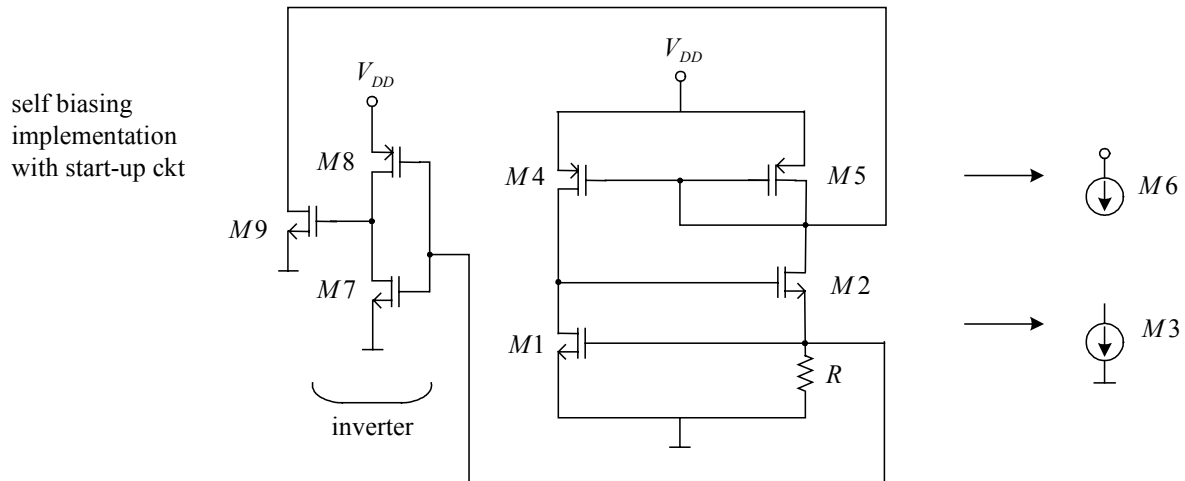 self biasing
implementation
with start-up ckt
V_DD
V_DD
M8
M4
M5
M6
M9
M7
M2
M1
M3
R
inverter